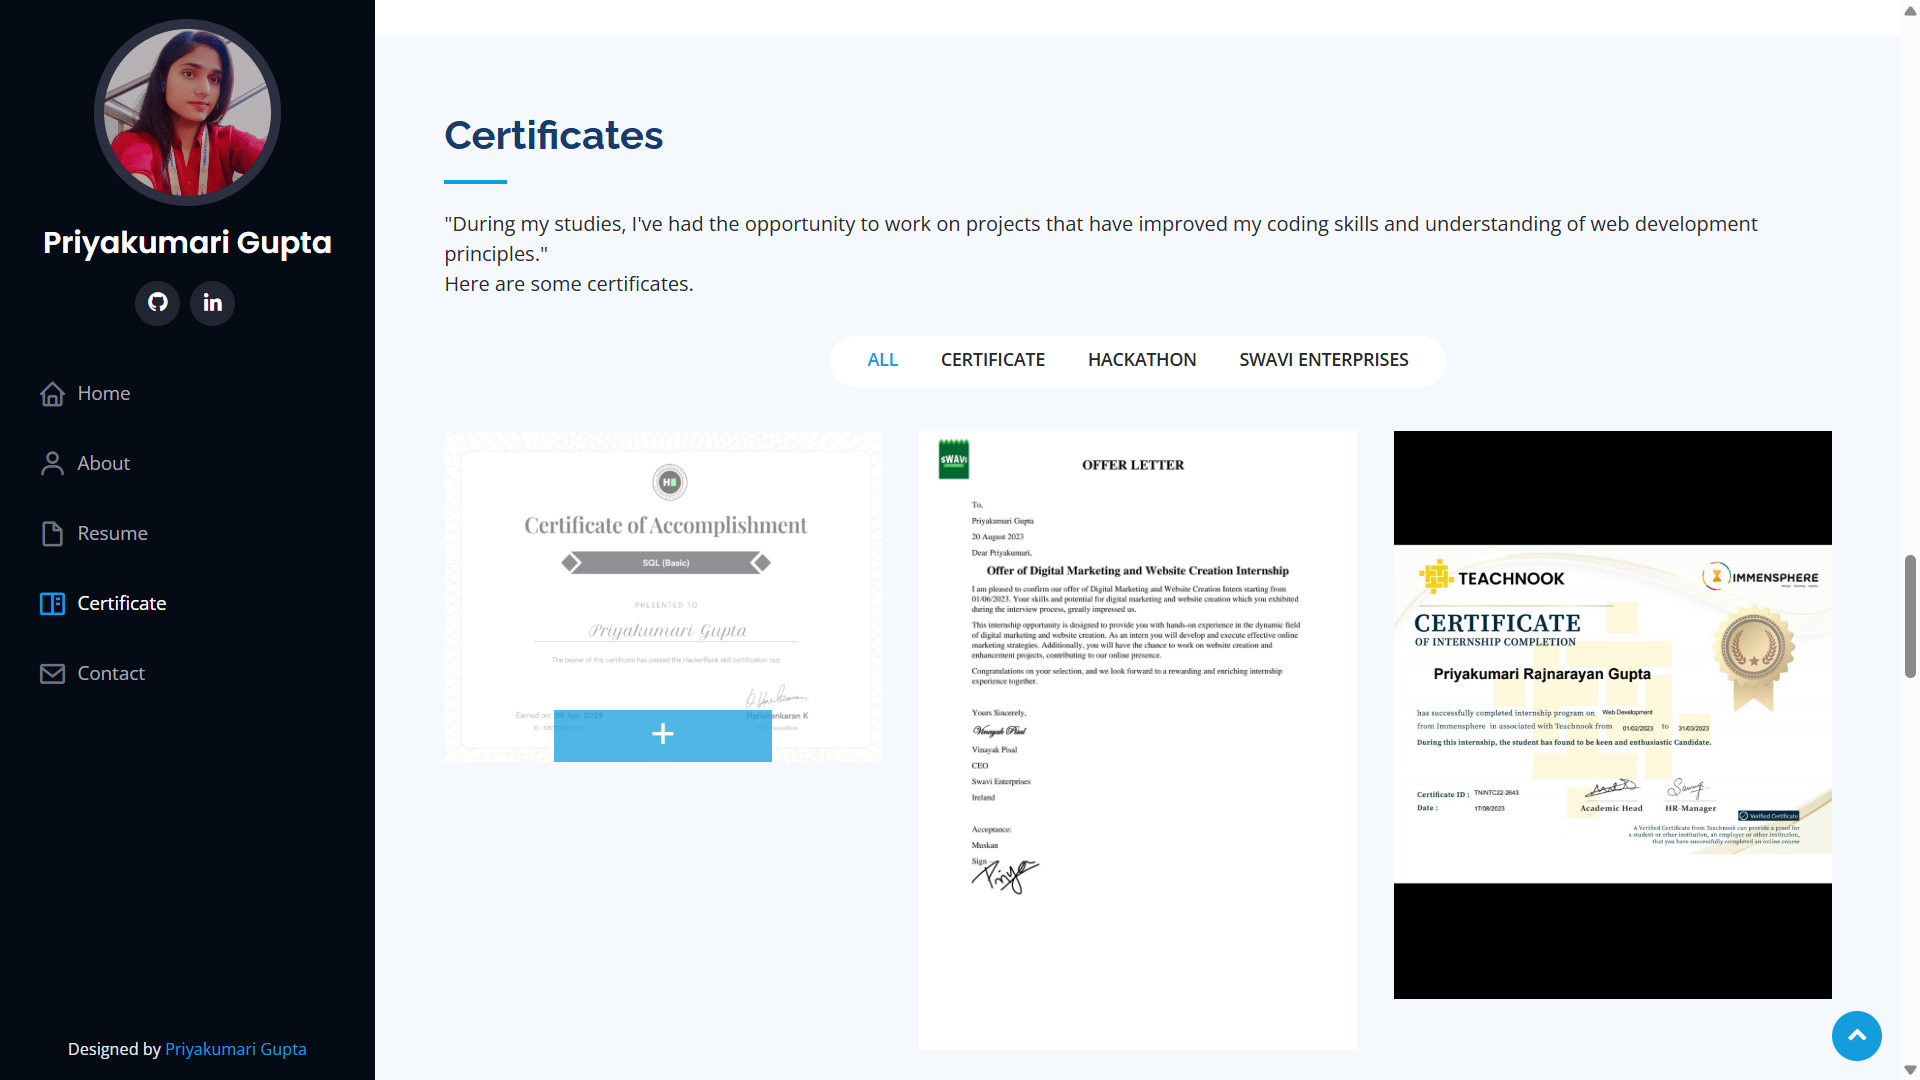 Priyakumari Gupta
Home
About
Resume
Certificate
Contact
Designed by Priyakumari Gupta
Certificates
"During my studies, I've had the opportunity to work on projects that have improved my coding skills and understanding of web development
principles."
Here are some certificates.
ALL CERTIFICATE HACKATHON SWAVI ENTERPRISES
H
Certificate of Accomplishment
SQL (Basic)
PRESENTED TO
Priyakumari Gupta
The bearer of this certificate has passed the HackerRank skill certification test
Earned on: 26 Apr, 2024
+
SWAVI
OFFER LETTER
To,
Priyakumari Gupta
20 August 2023
Dear Priyakumari,
Offer of Digital Marketing and Website Creation Internship
I am pleased to confirm our offer of Digital Marketing and Website Creation Intern starting from
01/06/2023. Your skills and potential for digital marketing and website creation which you exhibited
during the interview process, greatly impressed us.
This internship opportunity is designed to provide you with hands-on experience in the dynamic field
of digital marketing and website creation. As an intern you will develop and execute effective online
marketing strategies. Additionally, you will have the chance to work on website creation and
enhancement projects, contributing to our online presence.
Congratulations on your selection, and we look forward to a rewarding and enriching internship
experience together.
Yours Sincerely,
Vinayak Pisal
Vinayak Pisal
CEO
Swavi Enterprises
Ireland
Acceptance:
Muskan
Sign
Priya
TEACHNOOK
IMMENSPHERE
CERTIFICATE
OF INTERNSHIP COMPLETION
Priyakumari Rajnarayan Gupta
has successfully completed internship program on Web Development
from Immensphere in associated with Teachnook from 01/02/2023 to 31/03/2023
During this internship, the student has found to be keen and enthusiastic Candidate.
Certificate ID : TNINTC22-2643
Date : 17/08/2023
Academic Head HR-Manager
Verified Certificate
A Verified Certificate from Teachnook can provide a proof for
a student or other institution, an employer or other institution,
that you have successfully completed an online course